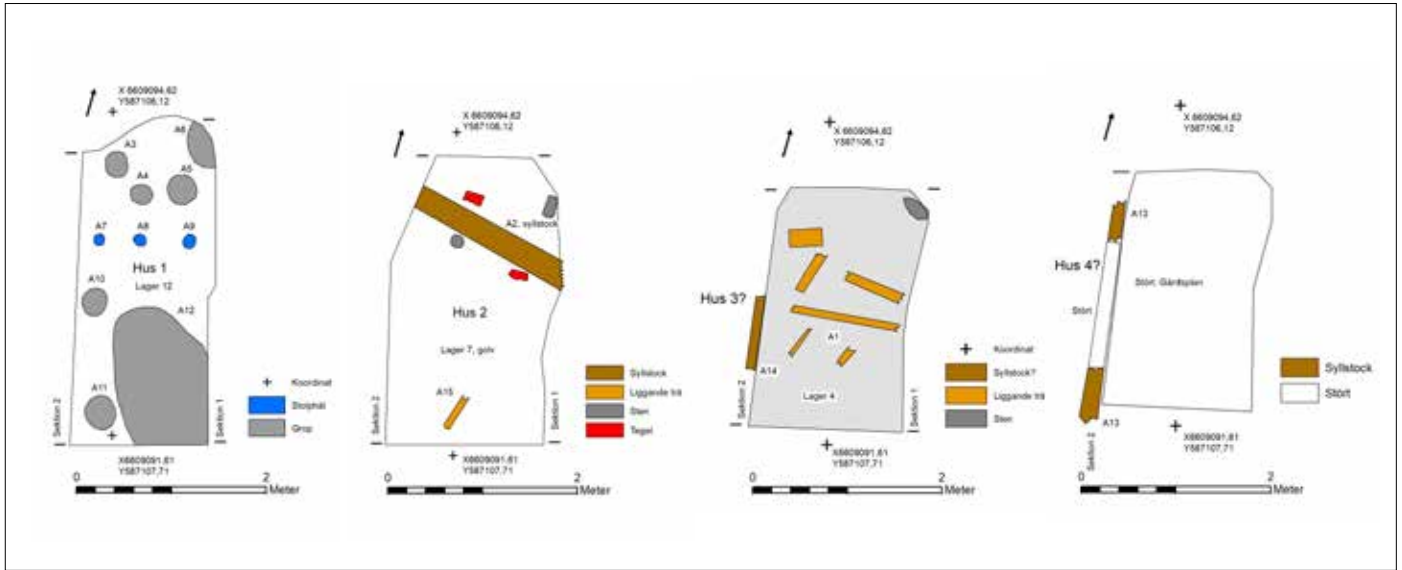 X 6609094,62
Y587106,12
A6
A3
A5
A4
A7
A8
A9
Hus 1
Lager 12
A10
A12
A11
Sektion 2
Sektion 1
Koordinat
Stolphål
Grop
X6609091,61
Y587107,71
0
2
Meter
X 6609094,62
Y587106,12
A2, syllstock
Hus 2
Lager 7, golv
A15
Sektion 2
Sektion 1
Syllstock
Liggande trä
Sten
Tegel
X6609091,61
Y587107,71
0
2
Meter
X 6609094,62
Y587106,12
Hus 3?
A1
A14
Lager 4
Sektion 2
Sektion 1
Koordinat
Syllstock?
Liggande trä
Sten
X6609091,61
Y587107,71
0
2
Meter
X 6609094,62
Y587106,12
A13
Hus 4?
Stört, Gårdsplan
Stört
A13
Sektion 2
Syllstock
Stört
X6609091,61
Y587107,71
0
2
Meter